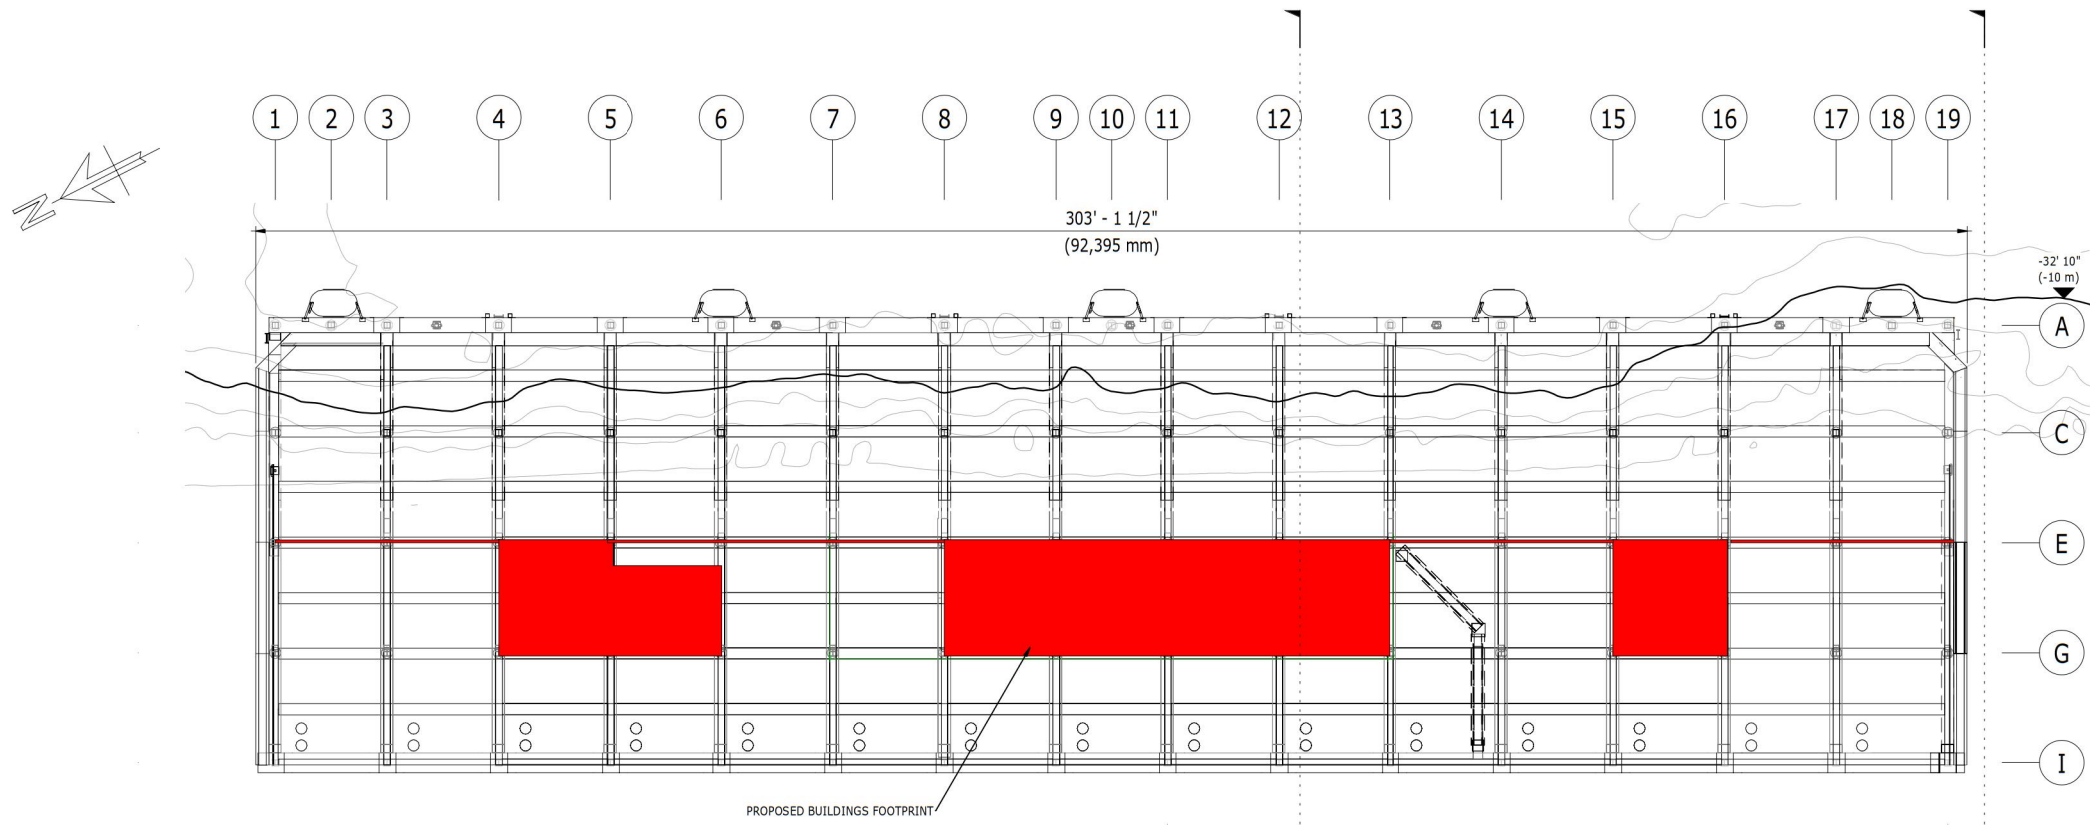 1 2 3 4 5 6 7 8 9 10 11 12 13 14 15 16 17 18 19
N
303' - 1 1/2"
(92,395 mm)
-32' 10"
(-10 m)
A
C
E
G
I
PROPOSED BUILDINGS FOOTPRINT